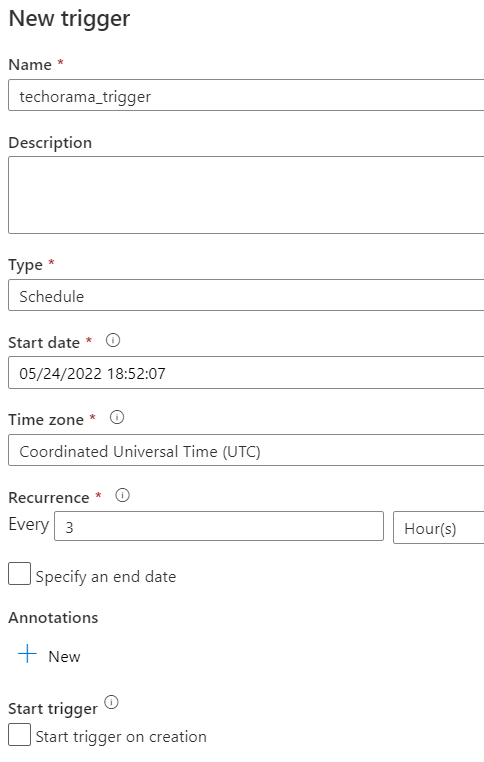 New trigger
Name *
techorama_trigger
Description
Type *
Schedule
Start date *
05/24/2022 18:52:07
Time zone *
Coordinated Universal Time (UTC)
Recurrence *
Every 3 Hour(s)
Specify an end date
Annotations
New
Start trigger
Start trigger on creation